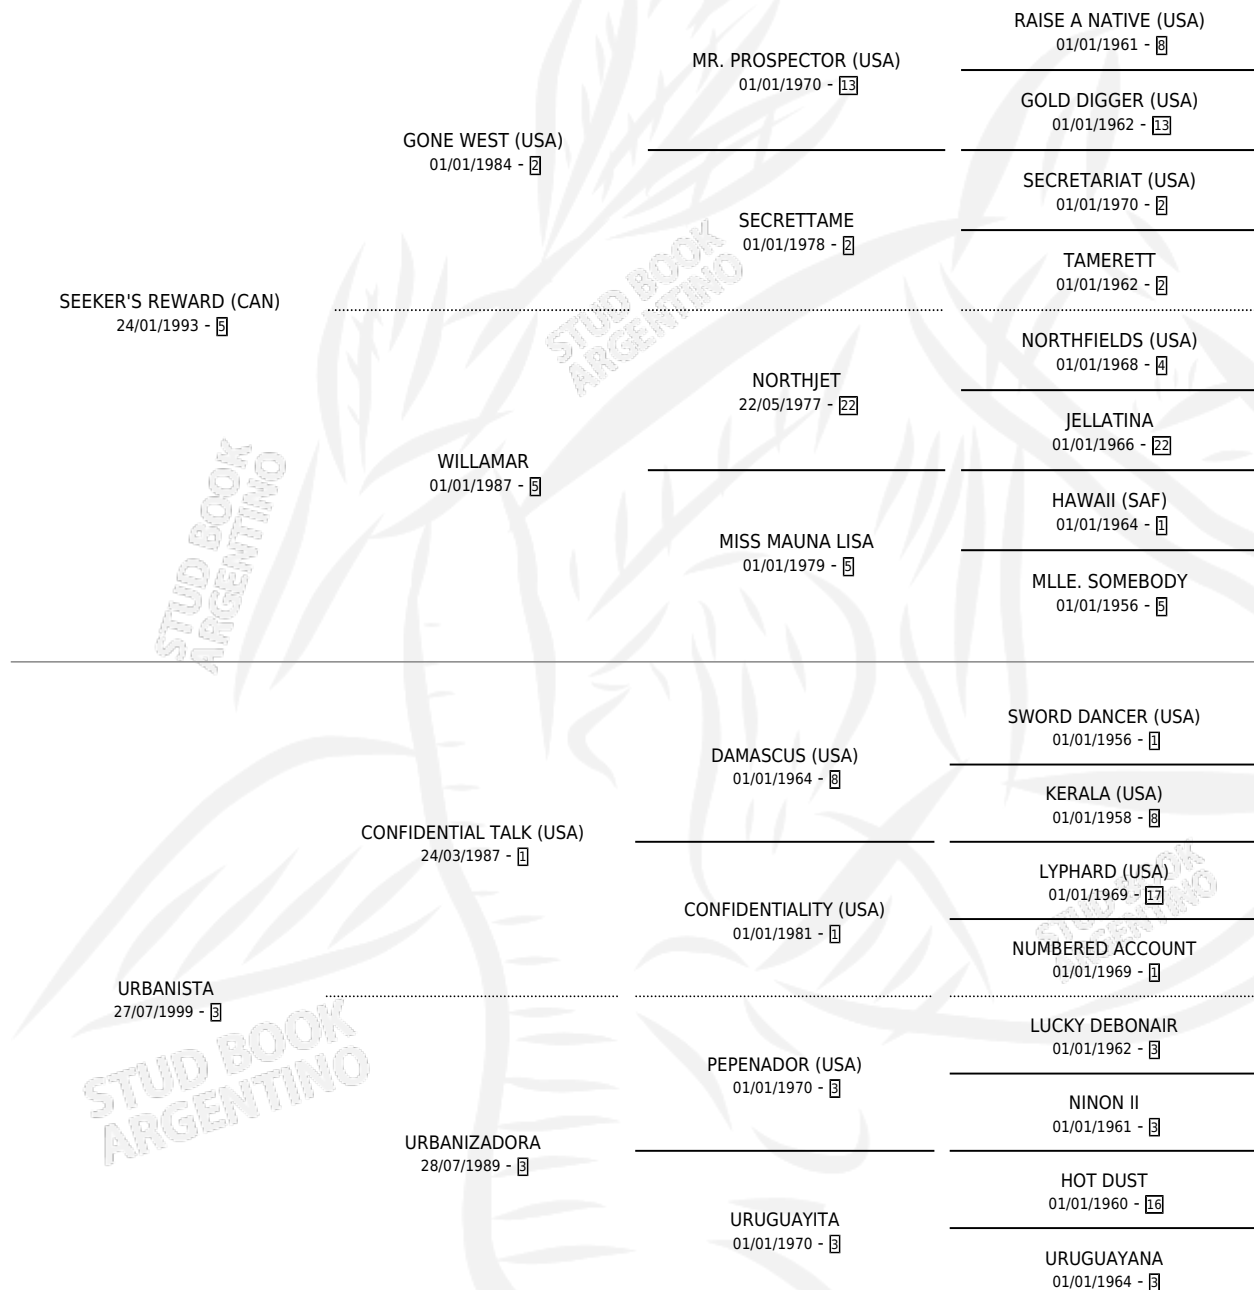 RAISE A NATIVE (USA)
01/01/1961 - 8
MR. PROSPECTOR (USA)
01/01/1970 - 13
GOLD DIGGER (USA)
01/01/1962 - 13
GONE WEST (USA)
01/01/1984 - 2
SECRETARIAT (USA)
01/01/1970 - 2
SECRETTAME
01/01/1978 - 2
TAMERETT
01/01/1962 - 2
SEEKER'S REWARD (CAN)
24/01/1993 - 5
NORTHFIELDS (USA)
01/01/1968 - 4
NORTHJET
22/05/1977 - 22
JELLATINA
01/01/1966 - 22
WILLAMAR
01/01/1987 - 5
HAWAII (SAF)
01/01/1964 - 1
MISS MAUNA LISA
01/01/1979 - 5
MLLE. SOMEBODY
01/01/1956 - 5
STUD BOOK
ARGENTINO
STUD BOOK
ARGENTINO
SWORD DANCER (USA)
01/01/1956 - 1
DAMASCUS (USA)
01/01/1964 - 8
KERALA (USA)
01/01/1958 - 8
CONFIDENTIAL TALK (USA)
24/03/1987 - 1
LYPHARD (USA)
01/01/1969 - 17
CONFIDENTIALITY (USA)
01/01/1981 - 1
NUMBERED ACCOUNT
01/01/1969 - 1
URBANISTA
27/07/1999 - 3
LUCKY DEBONAIR
01/01/1962 - 3
PEPENADOR (USA)
01/01/1970 - 3
NINON II
01/01/1961 - 3
URBANIZADORA
28/07/1989 - 3
HOT DUST
01/01/1960 - 16
URUGUAYITA
01/01/1970 - 3
URUGUAYANA
01/01/1964 - 3
STUD BOOK
ARGENTINO
STUD BOOK
ARGENTINO